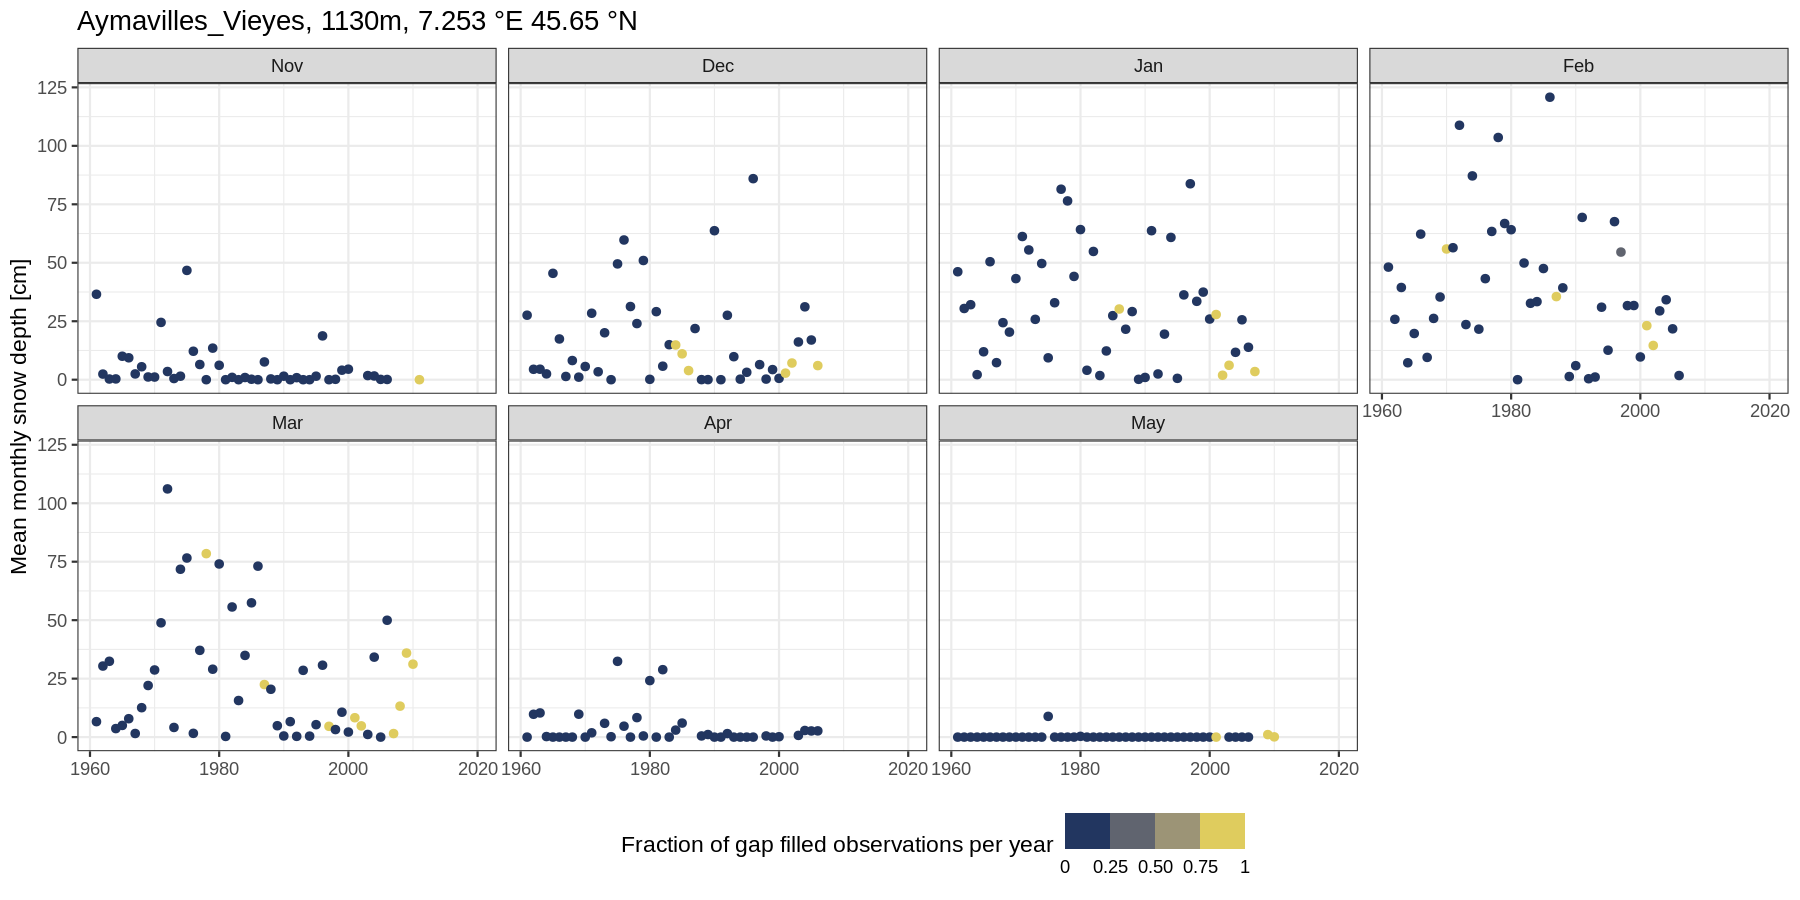 Aymavilles_Vieyes, 1130m, 7.253 °E 45.65 °N
Nov Dec Jan Feb
125
100
75
50
25
0
1960 1980 2000 2020
Mean monthly snow depth [cm]
Mar Apr May
125
100
75
50
25
0
1960 1980 2000 2020 1960 1980 2000 2020 1960 1980 2000 2020
Fraction of gap filled observations per year
0 0.25 0.50 0.75 1